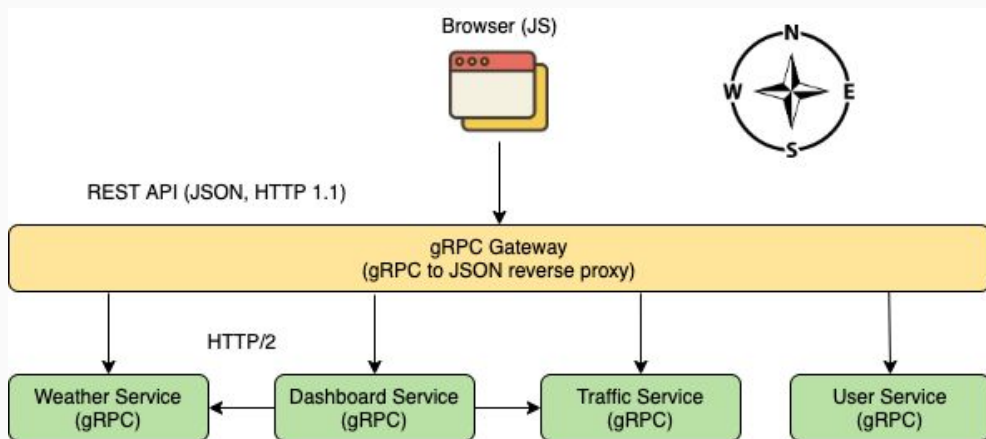 Browser (JS)
N
W
E
S
REST API (JSON, HTTP 1.1)
gRPC Gateway
(gRPC to JSON reverse proxy)
HTTP/2
Weather Service
(gRPC)
Dashboard Service
(gRPC)
Traffic Service
(gRPC)
User Service
(gRPC)